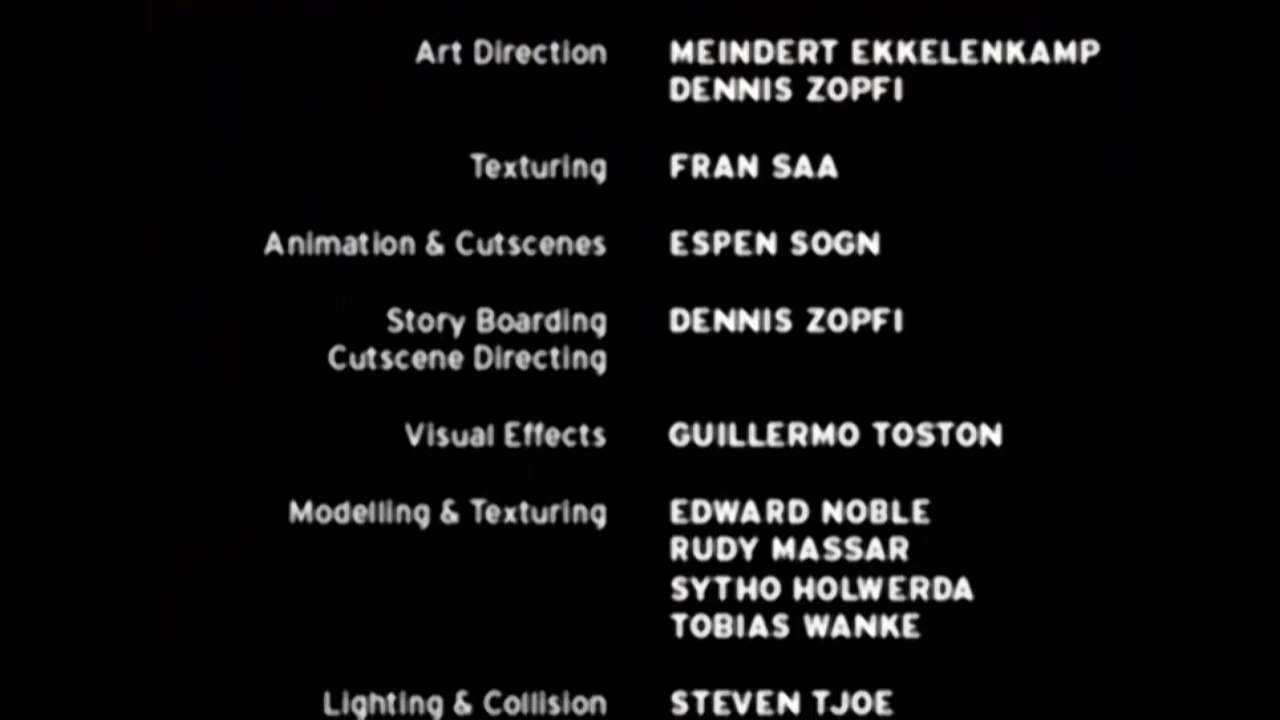 Art Direction MEINDERT EKKELENKAMP
DENNIS ZOPFI
Texturing FRAN SAA
Animation & Cutscenes ESPEN SOGN
Story Boarding DENNIS ZOPFI
Cutscene Directing
Visual Effects GUILLERMO TOSTON
Modelling & Texturing EDWARD NOBLE
RUDY MASSAR
SYTHO HOLWERDA
TOBIAS WANKE
Lighting & Collision STEVEN TJOE